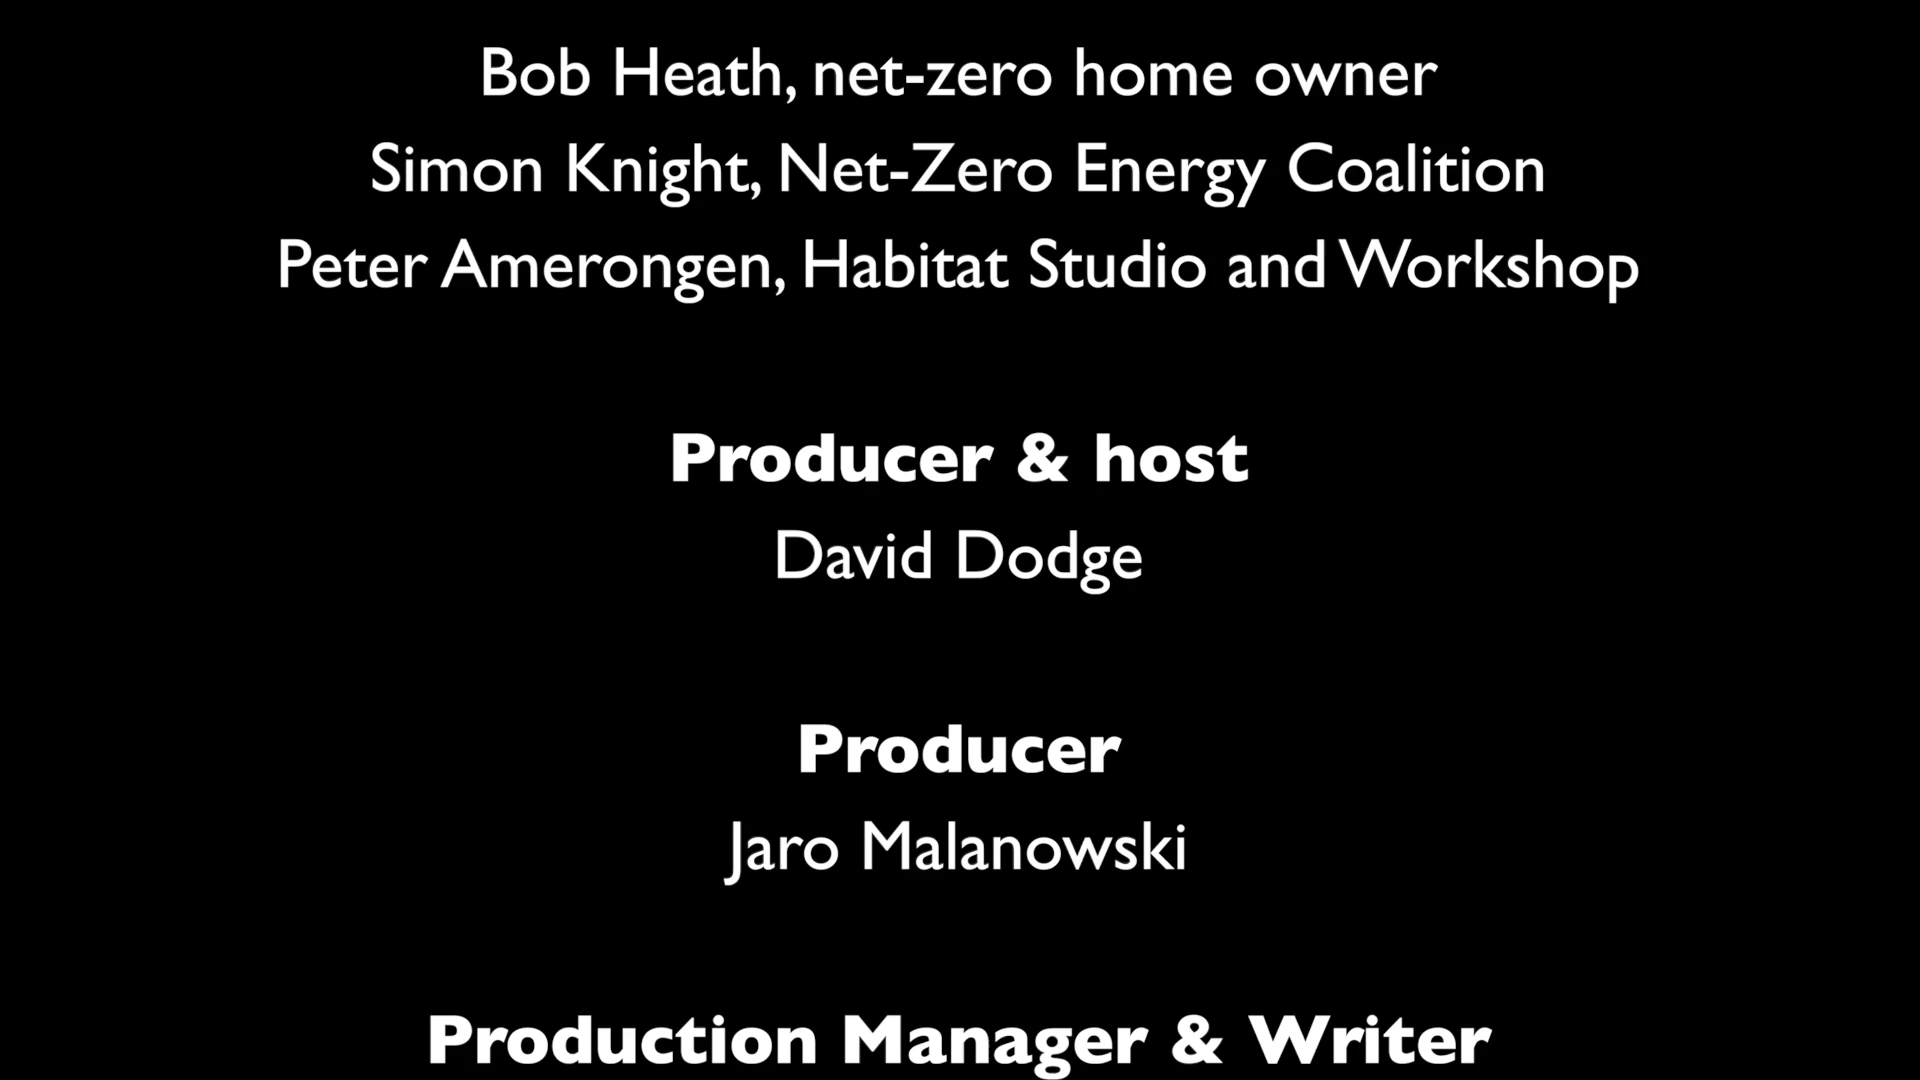 Bob Heath, net-zero home owner
Simon Knight, Net-Zero Energy Coalition
Peter Amerongen, Habitat Studio and Workshop
Producer & host
David Dodge
Producer
Jaro Malanowski
Production Manager & Writer